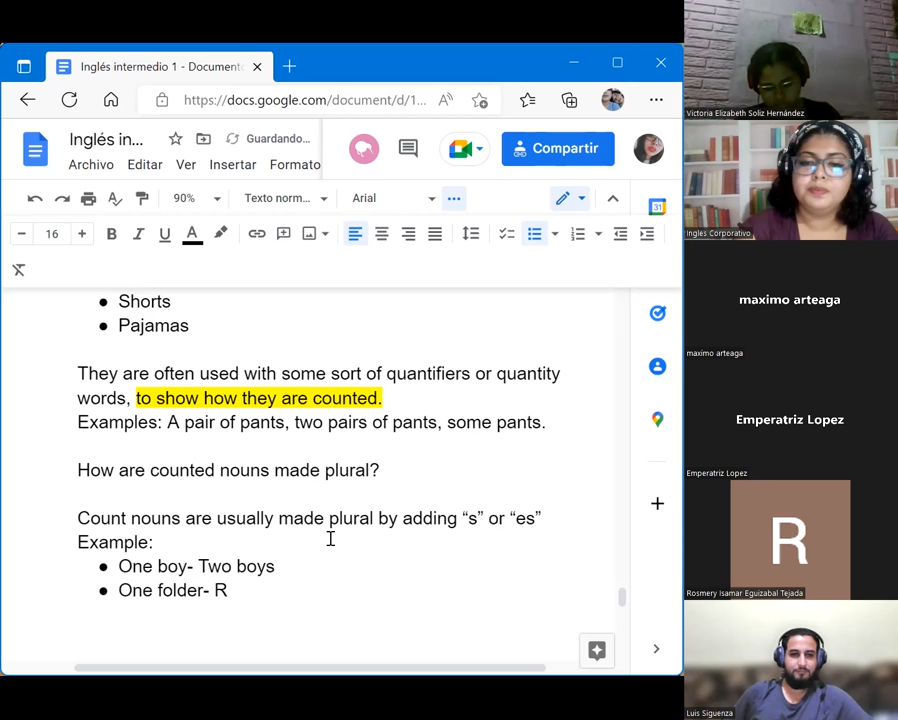 Inglés intermedio 1 - Documento
https://docs.google.com/document/d/1...
Inglés in
Guardando...
Compartir
Archivo Editar Ver Insertar Formato
90% Texto norm... Arial
31
16
Shorts
Pajamas
They are often used with some sort of quantifiers or quantity
words, to show how they are counted.
Examples: A pair of pants, two pairs of pants, some pants.
How are counted nouns made plural?
Count nouns are usually made plural by adding “s” or “es”
Example:
One boy- Two boys
One folder- R
Victoria Elizabeth Soliz Hernández
Ingles Corporativo
maximo arteaga
maximo arteaga
Emperatriz Lopez
Emperatriz Lopez
R
Rosmery Isamar Eguizabal Tejada
Luis Siguenza